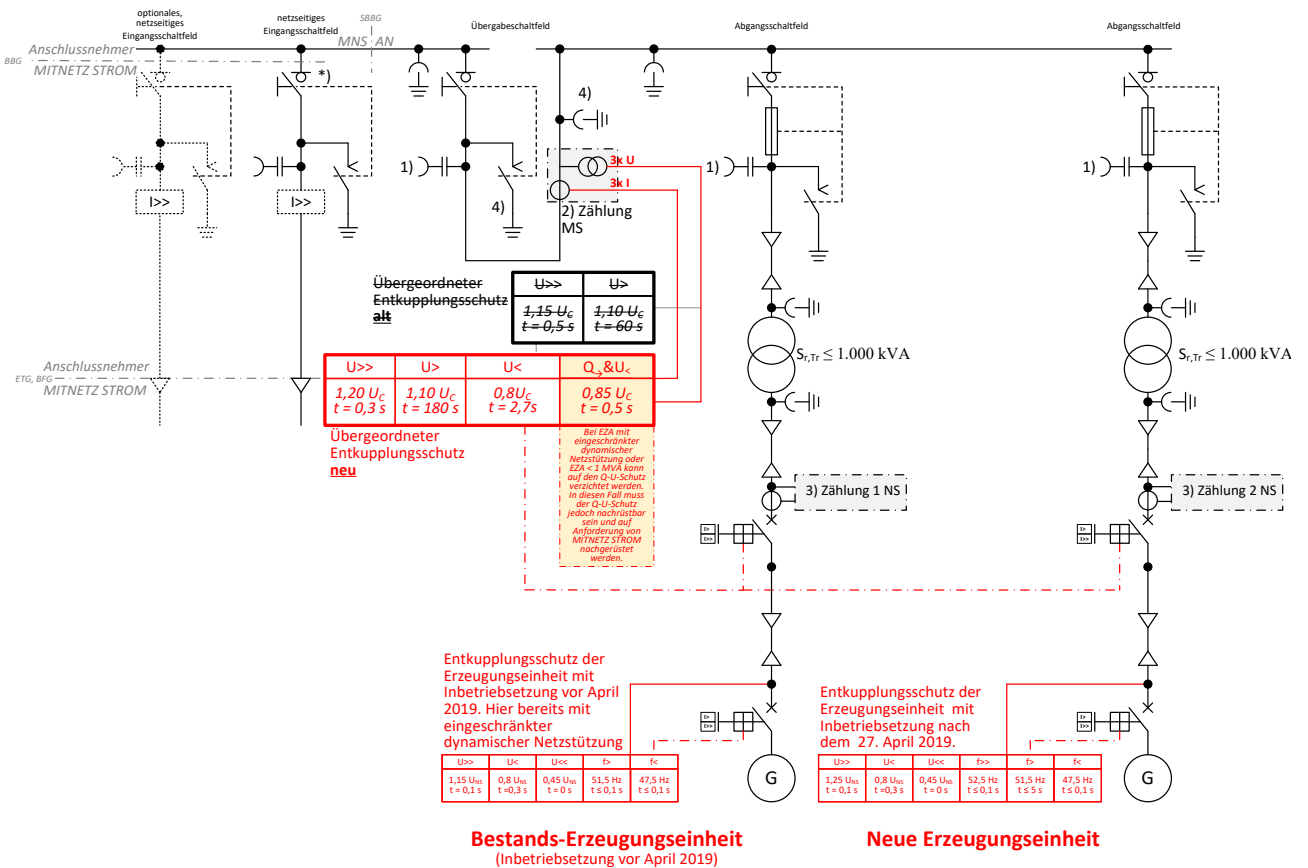 optionales,
netzseitiges
Eingangsschaltfeld
netzseitiges
Eingangsschaltfeld
SBBG
MNS AN
Übergabeschaltfeld
Abgangsschaltfeld
Abgangsschaltfeld
Anschlussnehmer
BBG
MITNETZ STROM
*)
4)
1)
4)
3x U
3x I
2) Zählung
MS
1)
1)
I>>
I>>
Übergeordneter
Entkupplungsschutz
alt
U>> U>
1,15 UC 1,10 UC
t = 0,5 s t = 60 s
Anschlussnehmer
ETG, BFG
MITNETZ STROM
U>> U> U< Q→&U<
1,20 UC 1,10 UC 0,8UC 0,85 UC
t = 0,3 s t = 180 s t = 2,7s t = 0,5 s
Übergeordneter
Entkupplungsschutz
neu
Bei EZA mit
eingeschränkter
dynamischer
Netzstützung oder
EZA < 1 MVA kann
auf den Q-U-Schutz
verzichtet werden.
In diesen Fall muss
der Q-U-Schutz
jedoch nachrüstbar
sein und auf
Anforderung von
MITNETZ STROM
nachgerüstet
werden.
Sr,Tr ≤ 1.000 kVA
Sr,Tr ≤ 1.000 kVA
3) Zählung 1 NS
3) Zählung 2 NS
I>
I>>
I>
I>>
Entkupplungsschutz der
Erzeugungseinheit mit
Inbetriebsetzung vor April
2019. Hier bereits mit
eingeschränkter
dynamischer Netzstützung
U>> U< U<< f> f<
1,15 UNS 0,8 UNS 0,45 UNS 51,5 Hz 47,5 Hz
t = 0,1 s t =0,3 s t = 0 s t ≤ 0,1 s t ≤ 0,1 s
I>
I>>
G
Entkupplungsschutz der
Erzeugungseinheit mit
Inbetriebsetzung nach
dem 27. April 2019.
U>> U< U<< f>> f> f<
1,25 UNS 0,8 UNS 0,45 UNS 52,5 Hz 51,5 Hz 47,5 Hz
t = 0,1 s t =0,3 s t = 0 s t ≤ 0,1 s t ≤ 5 s t ≤ 0,1 s
I>
I>>
G
Bestands-Erzeugungseinheit
(Inbetriebsetzung vor April 2019)
Neue Erzeugungseinheit